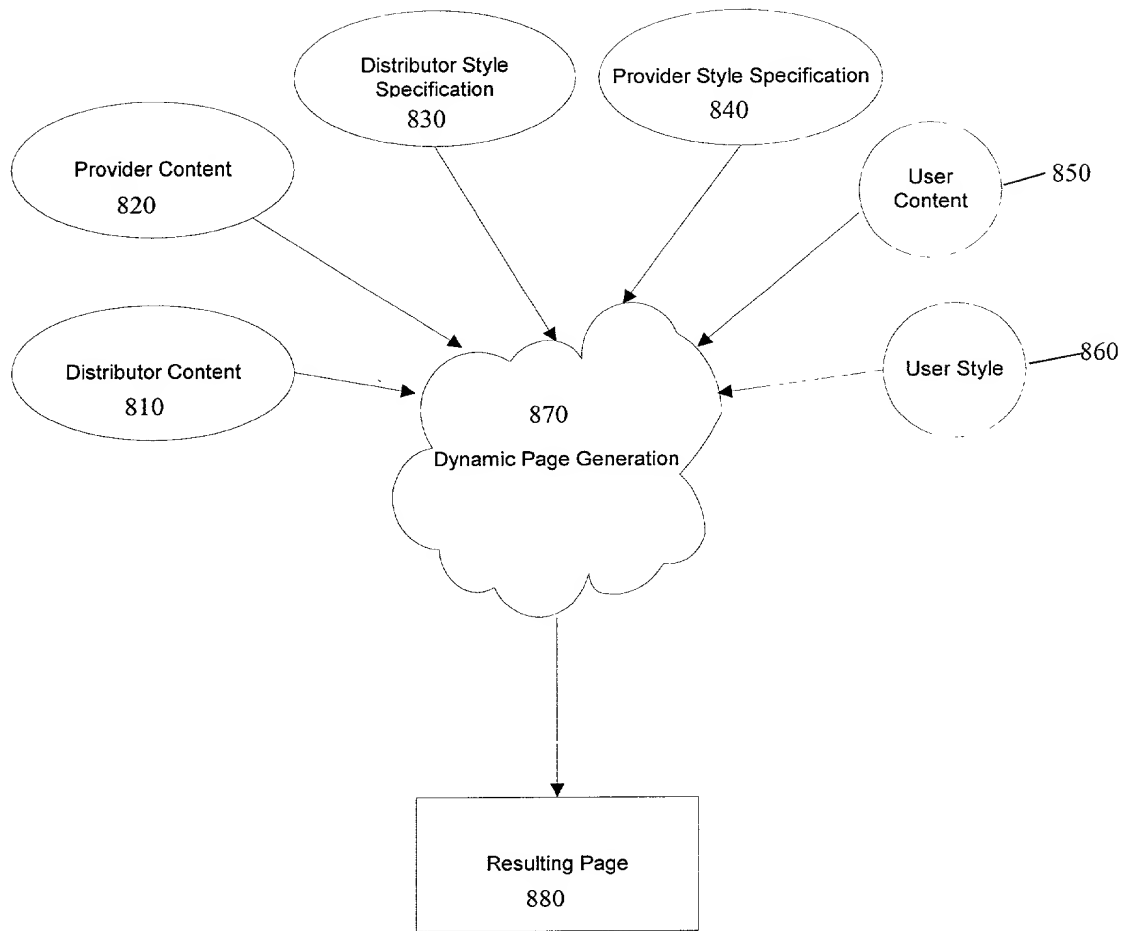 Distributor Style
Specification
830
Provider Style Specification
840
Provider Content
820
User
Content
850
Distributor Content
810
User Style
860
870
Dynamic Page Generation
Resulting Page
880